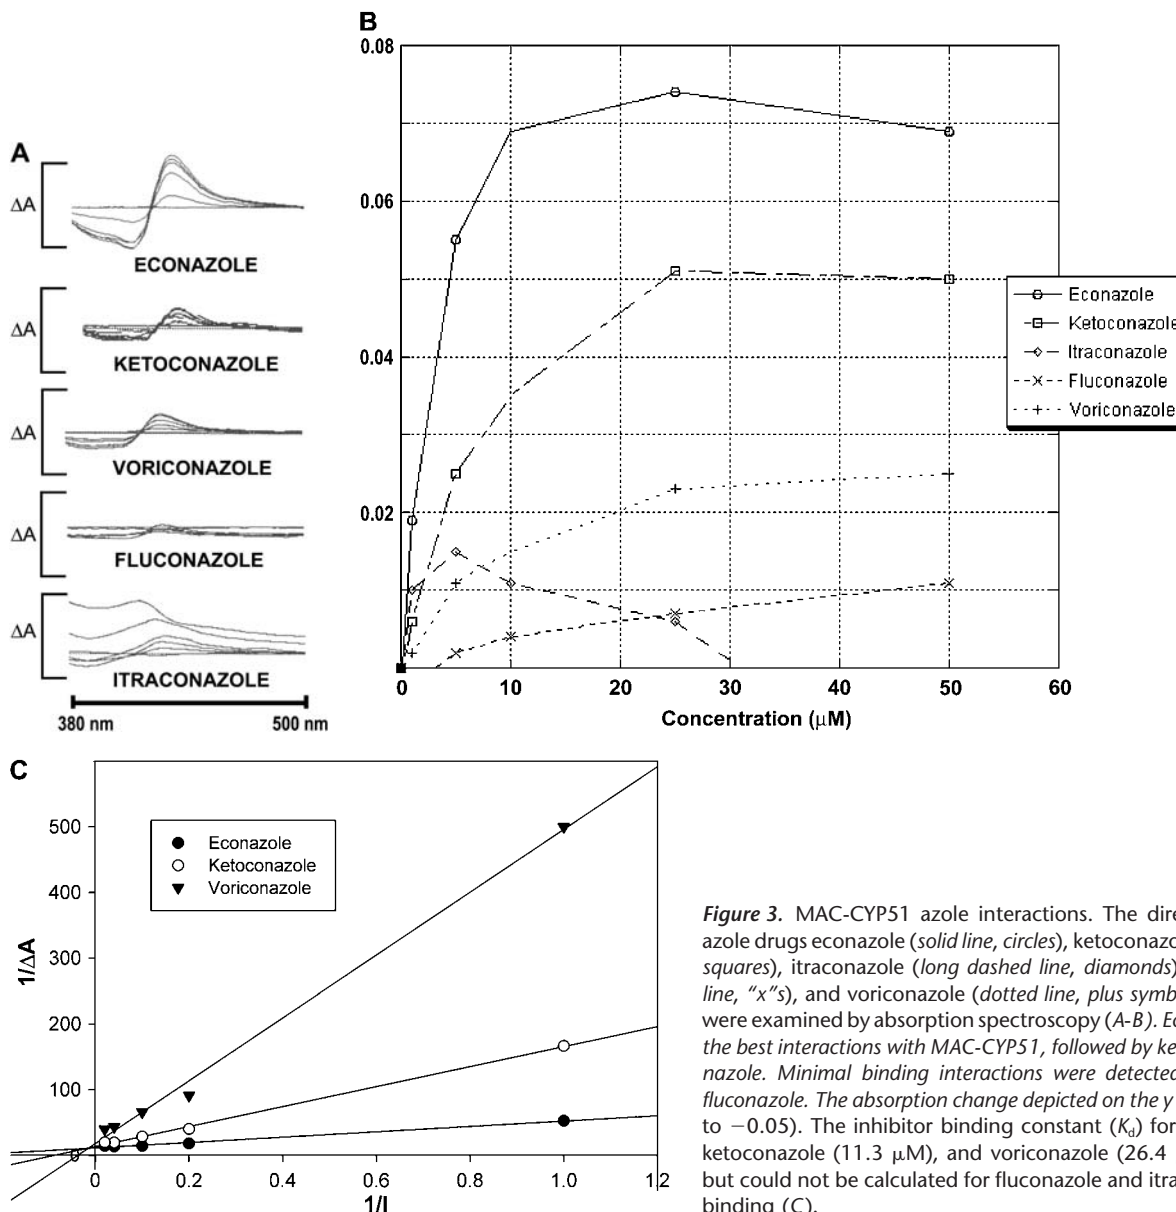 A
ΔA
ECONAZOLE
ΔA
KETOCONAZOLE
ΔA
VORICONAZOLE
ΔA
FLUCONAZOLE
ΔA
ITRACONAZOLE
380 nm 500 nm
B
0.08
0.06
0.04
0.02
0 10 20 30 40 50 60
Concentration (μM)
Econazole
Ketoconazole
Itraconazole
Fluconazole
Voriconazole
C
1/ΔA
500
400
300
200
100
0
0 0.2 0.4 0.6 0.8 1.0 1.2
1/I
Econazole
Ketoconazole
Voriconazole
Figure 3. MAC-CYP51 azole interactions. The
azole drugs econazole (solid line, circles),
squares), itraconazole (long dashed line, diamonds)
line, “x”s), and voriconazole (dotted line, plus
were examined by absorption spectroscopy (A-B).
the best interactions with MAC-CYP51, followed by
nazole. Minimal binding interactions were detected
fluconazole. The absorption change depicted on the y
to −0.05). The inhibitor binding constant (Kd) for
ketoconazole (11.3 μM), and voriconazole (26.4
but could not be calculated for fluconazole and
binding (C).